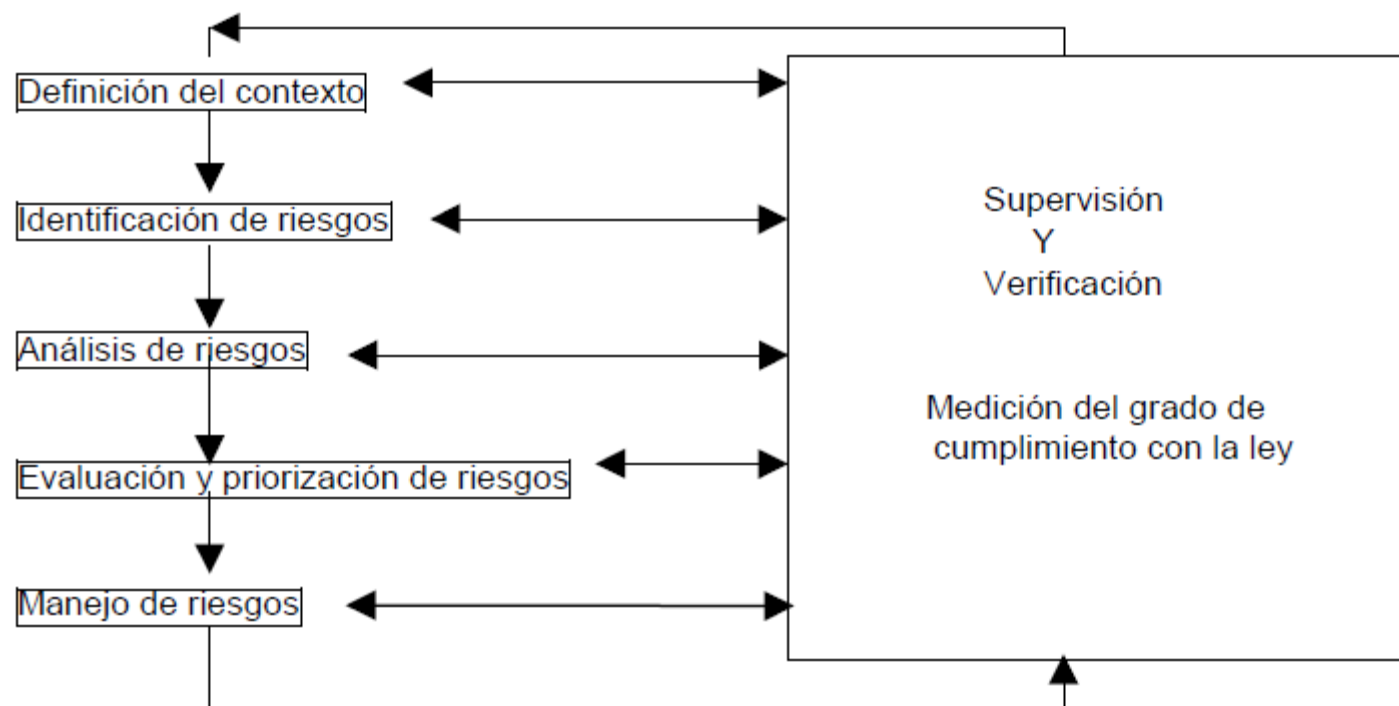 Definición del contexto
Identificación de riesgos
Análisis de riesgos
Evaluación y priorización de riesgos
Manejo de riesgos
Supervisión
Y
Verificación
Medición del grado de
cumplimiento con la ley